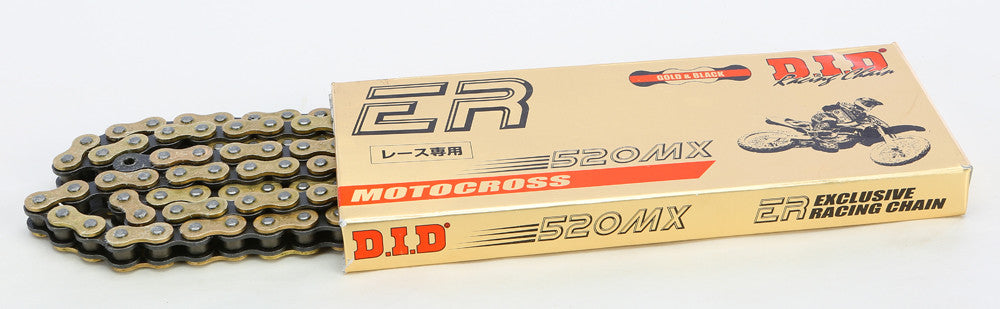 ER
GOLD & BLACK
D.I.D
Racing Chain
レース専用
520MX
MOTOCROSS
D.I.D
520MX
ER EXCLUSIVE
RACING CHAIN